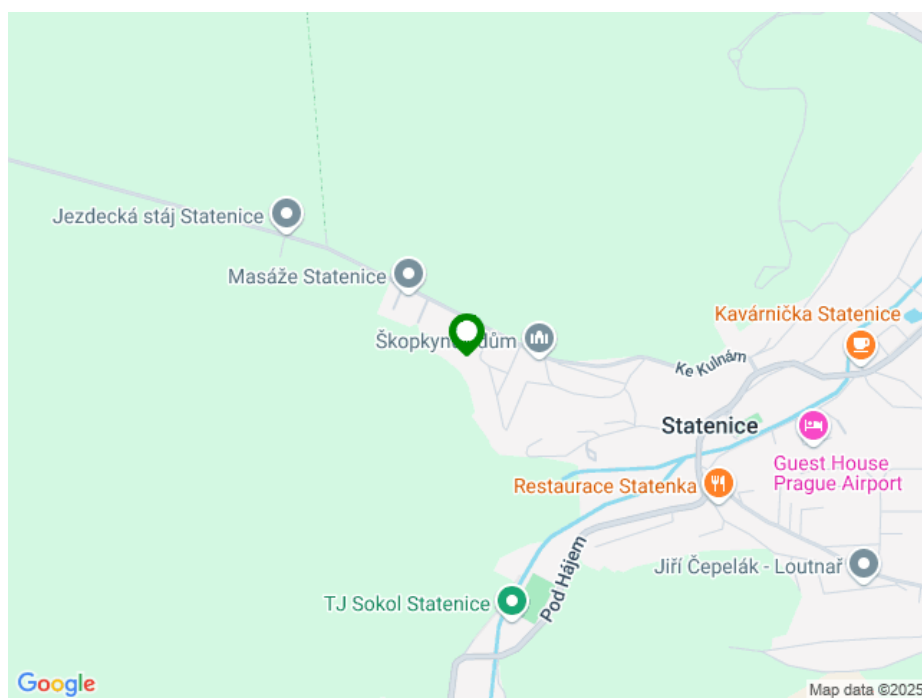 Jezdecká stáj Statenice
Masáže Statenice
Kavárnička Statenice
dům
Ke Kulnám
Statenice
Guest House
Prague Airport
Restaurace Statenka
Pod Hájem
Jiří Čepelák - Loutnař
TJ Sokol Statenice
Google
Map data ©2025